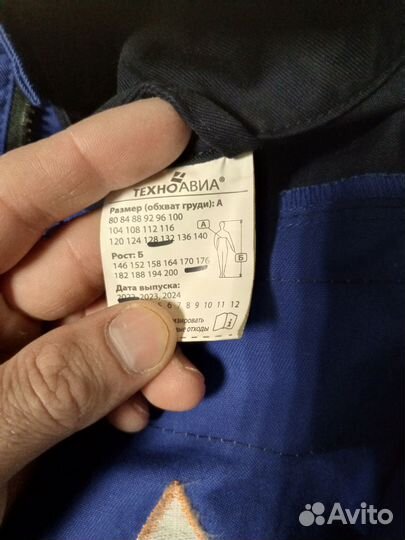 ТЕХНОАВИА®
Размер (обхват груди): А
80 84 88 92 96 100
104 108 112 116
120 124 128 132 136 140
А
Б
Рост: Б
146 152 158 164 170 176
182 188 194 200
Дата выпуска:
2022, 2023, 2024
6 7 8 9 10 11 12
отходы
Avito